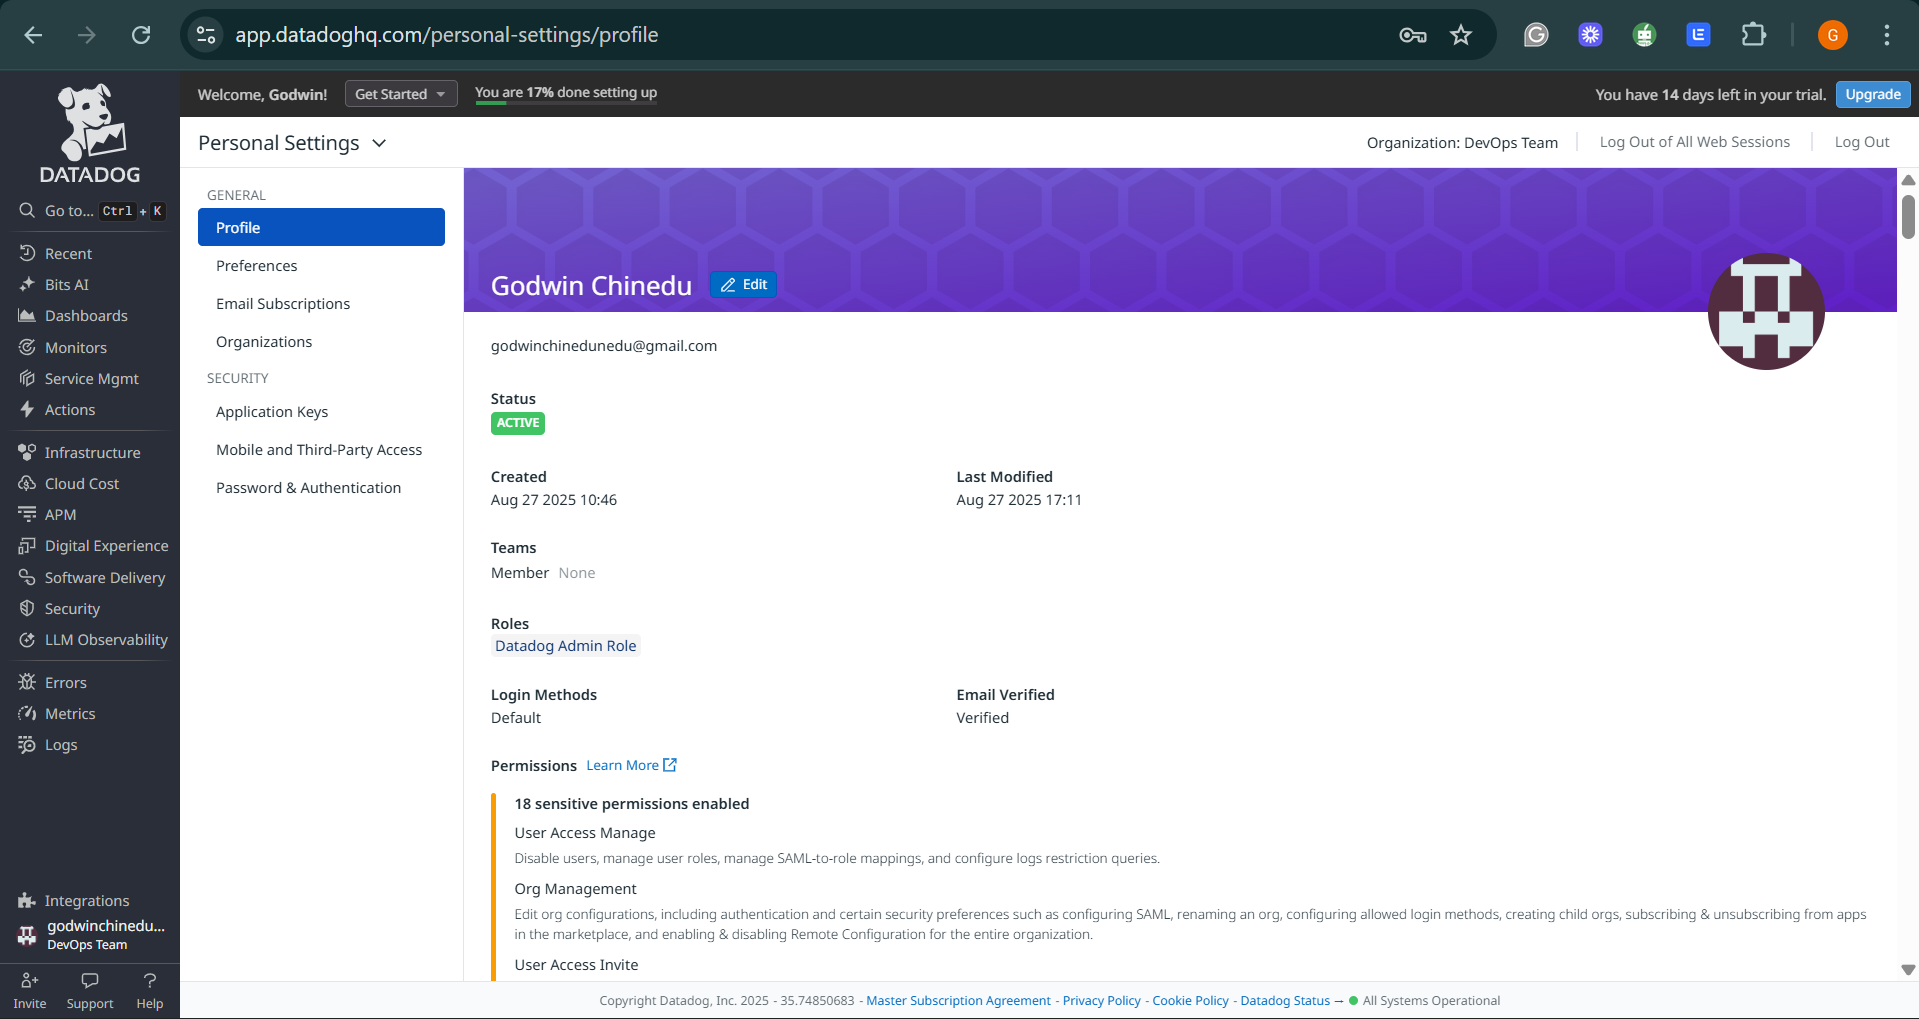 app.datadoghq.com/personal-settings/profile
G
Welcome, Godwin!
Get Started
You are 17% done setting up
You have 14 days left in your trial.
Upgrade
DATADOG
Go to... Ctrl + K
Recent
Bits AI
Dashboards
Monitors
Service Mgmt
Actions
Infrastructure
Cloud Cost
APM
Digital Experience
Software Delivery
Security
LLM Observability
Errors
Metrics
Logs
Integrations
godwinchinedu...
DevOps Team
Invite
Support
Help
Personal Settings
Organization: DevOps Team
Log Out of All Web Sessions
Log Out
GENERAL
Profile
Preferences
Email Subscriptions
Organizations
SECURITY
Application Keys
Mobile and Third-Party Access
Password & Authentication
Godwin Chinedu
Edit
godwinchinedunedu@gmail.com
Status
ACTIVE
Created
Aug 27 2025 10:46
Last Modified
Aug 27 2025 17:11
Teams
Member None
Roles
Datadog Admin Role
Login Methods
Default
Email Verified
Verified
Permissions Learn More
18 sensitive permissions enabled
User Access Manage
Disable users, manage user roles, manage SAML-to-role mappings, and configure logs restriction queries.
Org Management
Edit org configurations, including authentication and certain security preferences such as configuring SAML, renaming an org, configuring allowed login methods, creating child orgs, subscribing & unsubscribing from apps
in the marketplace, and enabling & disabling Remote Configuration for the entire organization.
User Access Invite
Copyright Datadog, Inc. 2025 - 35.74850683 - Master Subscription Agreement - Privacy Policy - Cookie Policy - Datadog Status → All Systems Operational